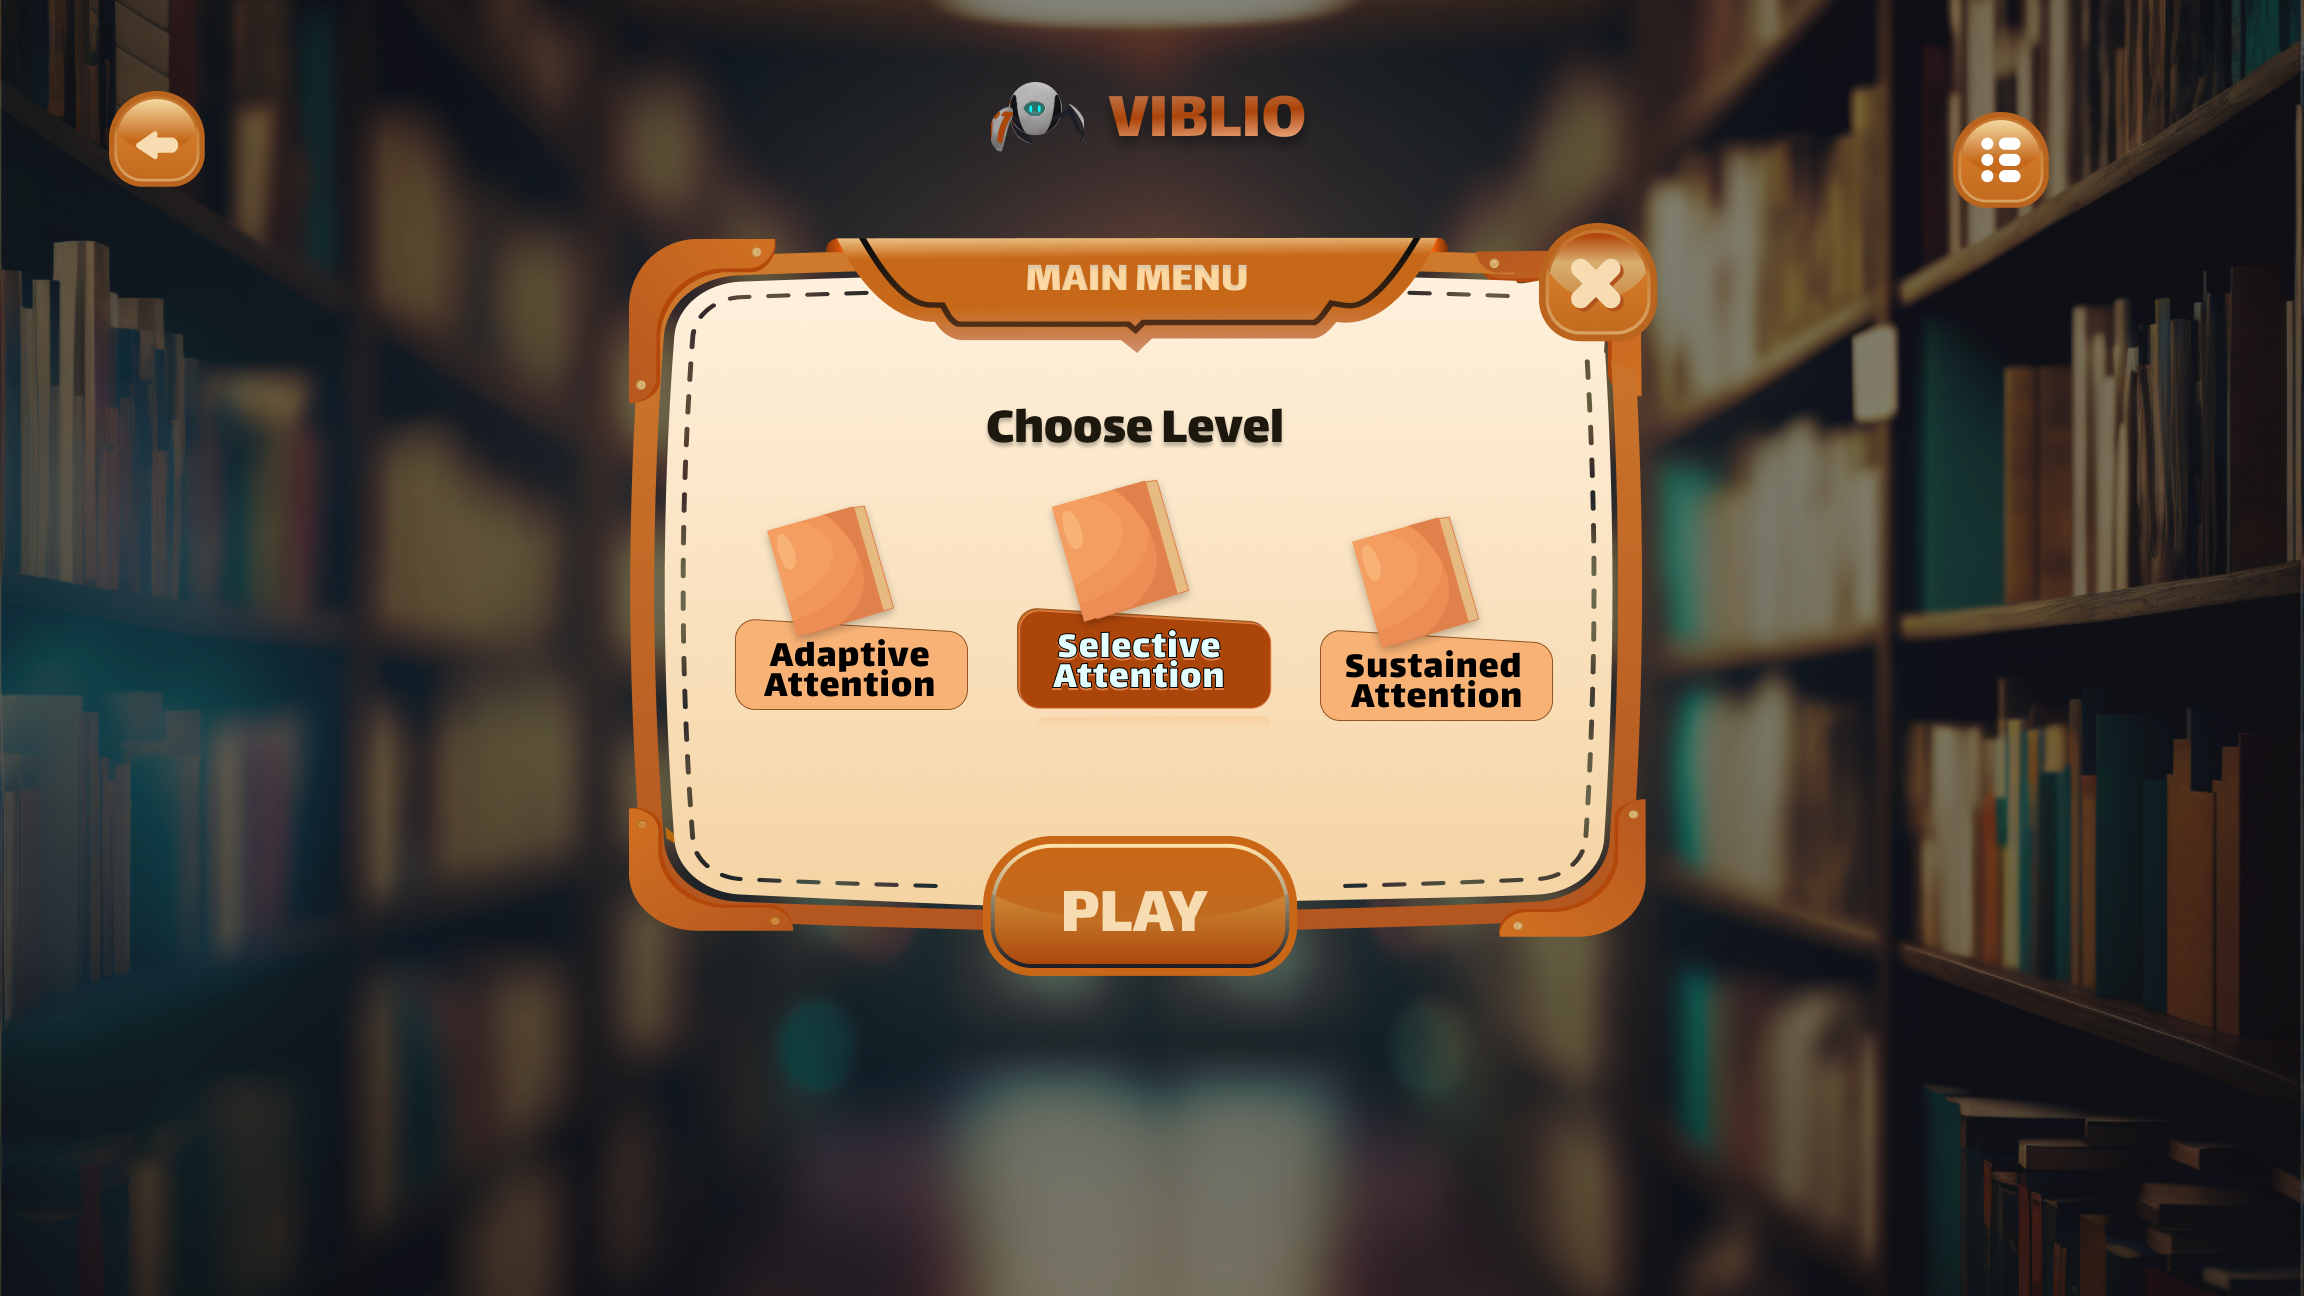 VIBLIO
MAIN MENU
Choose Level
Adaptive
Attention
Selective
Attention
Sustained
Attention
PLAY